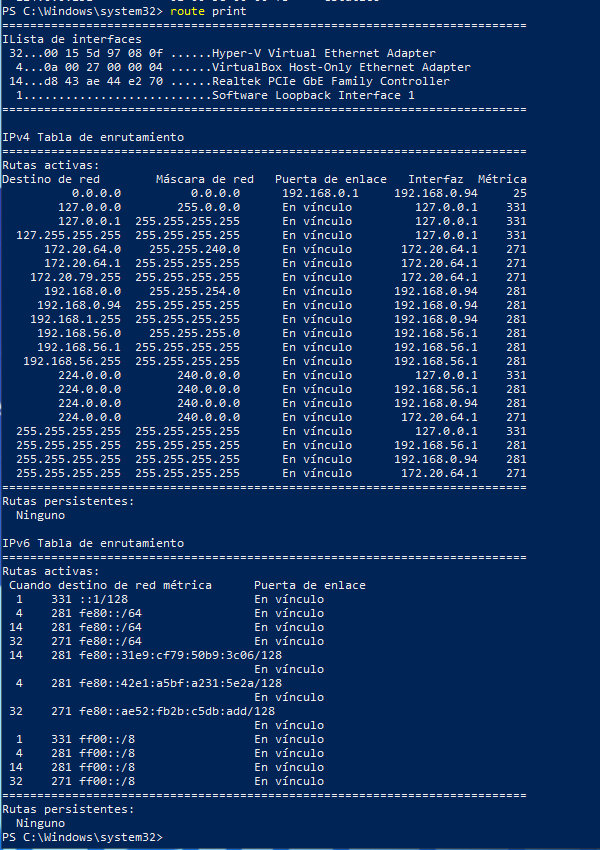 PS C:\Windows\system32> route print
===========================================================================
ILista de interfaces
 32...00 15 5d 97 08 0f ......Hyper-V Virtual Ethernet Adapter
  4...0a 00 27 00 00 04 ......VirtualBox Host-Only Ethernet Adapter
 14...d8 43 ae 44 e2 70 ......Realtek PCIe GbE Family Controller
  1...........................Software Loopback Interface 1
===========================================================================
IPv4 Tabla de enrutamiento
===========================================================================
Rutas activas:
Destino de red        Máscara de red   Puerta de enlace   Interfaz  Métrica
          0.0.0.0          0.0.0.0      192.168.0.1     192.168.0.94     25
        127.0.0.0        255.0.0.0      En vínculo         127.0.0.1    331
        127.0.0.1  255.255.255.255      En vínculo         127.0.0.1    331
  127.255.255.255  255.255.255.255      En vínculo         127.0.0.1    331
      172.20.64.0    255.255.240.0      En vínculo       172.20.64.1    271
      172.20.64.1  255.255.255.255      En vínculo       172.20.64.1    271
    172.20.79.255  255.255.255.255      En vínculo       172.20.64.1    271
      192.168.0.0    255.255.254.0      En vínculo      192.168.0.94    281
     192.168.0.94  255.255.255.255      En vínculo      192.168.0.94    281
    192.168.1.255  255.255.255.255      En vínculo      192.168.0.94    281
     192.168.56.0    255.255.255.0      En vínculo      192.168.56.1    281
     192.168.56.1  255.255.255.255      En vínculo      192.168.56.1    281
   192.168.56.255  255.255.255.255      En vínculo      192.168.56.1    281
        224.0.0.0        240.0.0.0      En vínculo         127.0.0.1    331
        224.0.0.0        240.0.0.0      En vínculo      192.168.56.1    281
        224.0.0.0        240.0.0.0      En vínculo      192.168.0.94    281
        224.0.0.0        240.0.0.0      En vínculo       172.20.64.1    271
  255.255.255.255  255.255.255.255      En vínculo         127.0.0.1    331
  255.255.255.255  255.255.255.255      En vínculo      192.168.56.1    281
  255.255.255.255  255.255.255.255      En vínculo      192.168.0.94    281
  255.255.255.255  255.255.255.255      En vínculo       172.20.64.1    271
===========================================================================
Rutas persistentes:
  Ninguno
IPv6 Tabla de enrutamiento
===========================================================================
Rutas activas:
 Cuando destino de red métrica      Puerta de enlace
  1    331 ::1/128                  En vínculo
  4    281 fe80::/64                En vínculo
 14    281 fe80::/64                En vínculo
 32    271 fe80::/64                En vínculo
 14    281 fe80::31e9:cf79:50b9:3c06/128
                                    En vínculo
  4    281 fe80::42e1:a5bf:a231:5e2a/128
                                    En vínculo
 32    271 fe80::ae52:fb2b:c5db:add/128
                                    En vínculo
  1    331 ff00::/8                 En vínculo
  4    281 ff00::/8                 En vínculo
 14    281 ff00::/8                 En vínculo
 32    271 ff00::/8                 En vínculo
===========================================================================
Rutas persistentes:
  Ninguno
PS C:\Windows\system32>